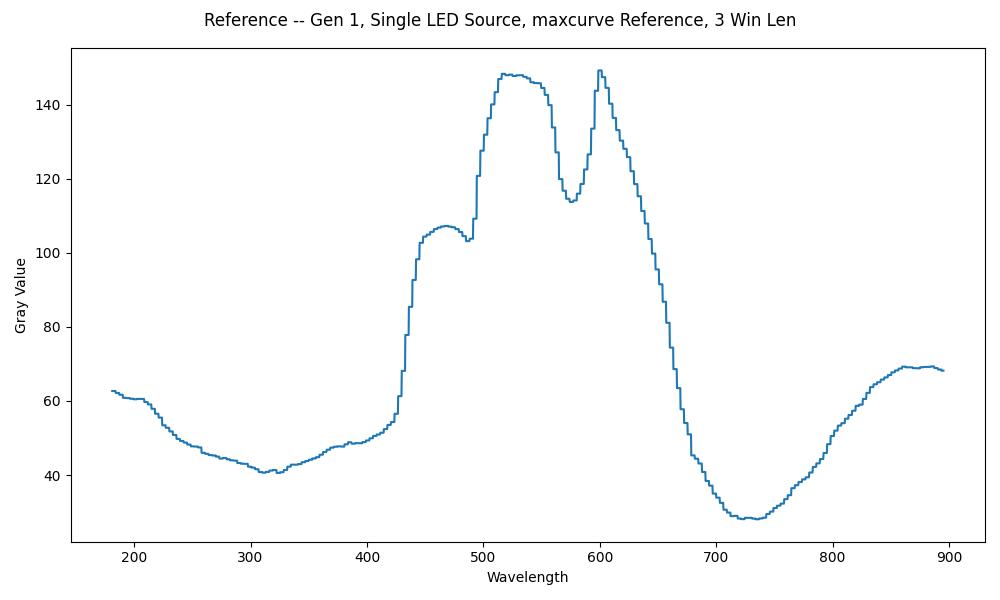 Reference -- Gen 1, Single LED Source, maxcurve Reference, 3 Win Len
Gray Value
140
120
100
80
60
40
200 300 400 500 600 700 800 900
Wavelength